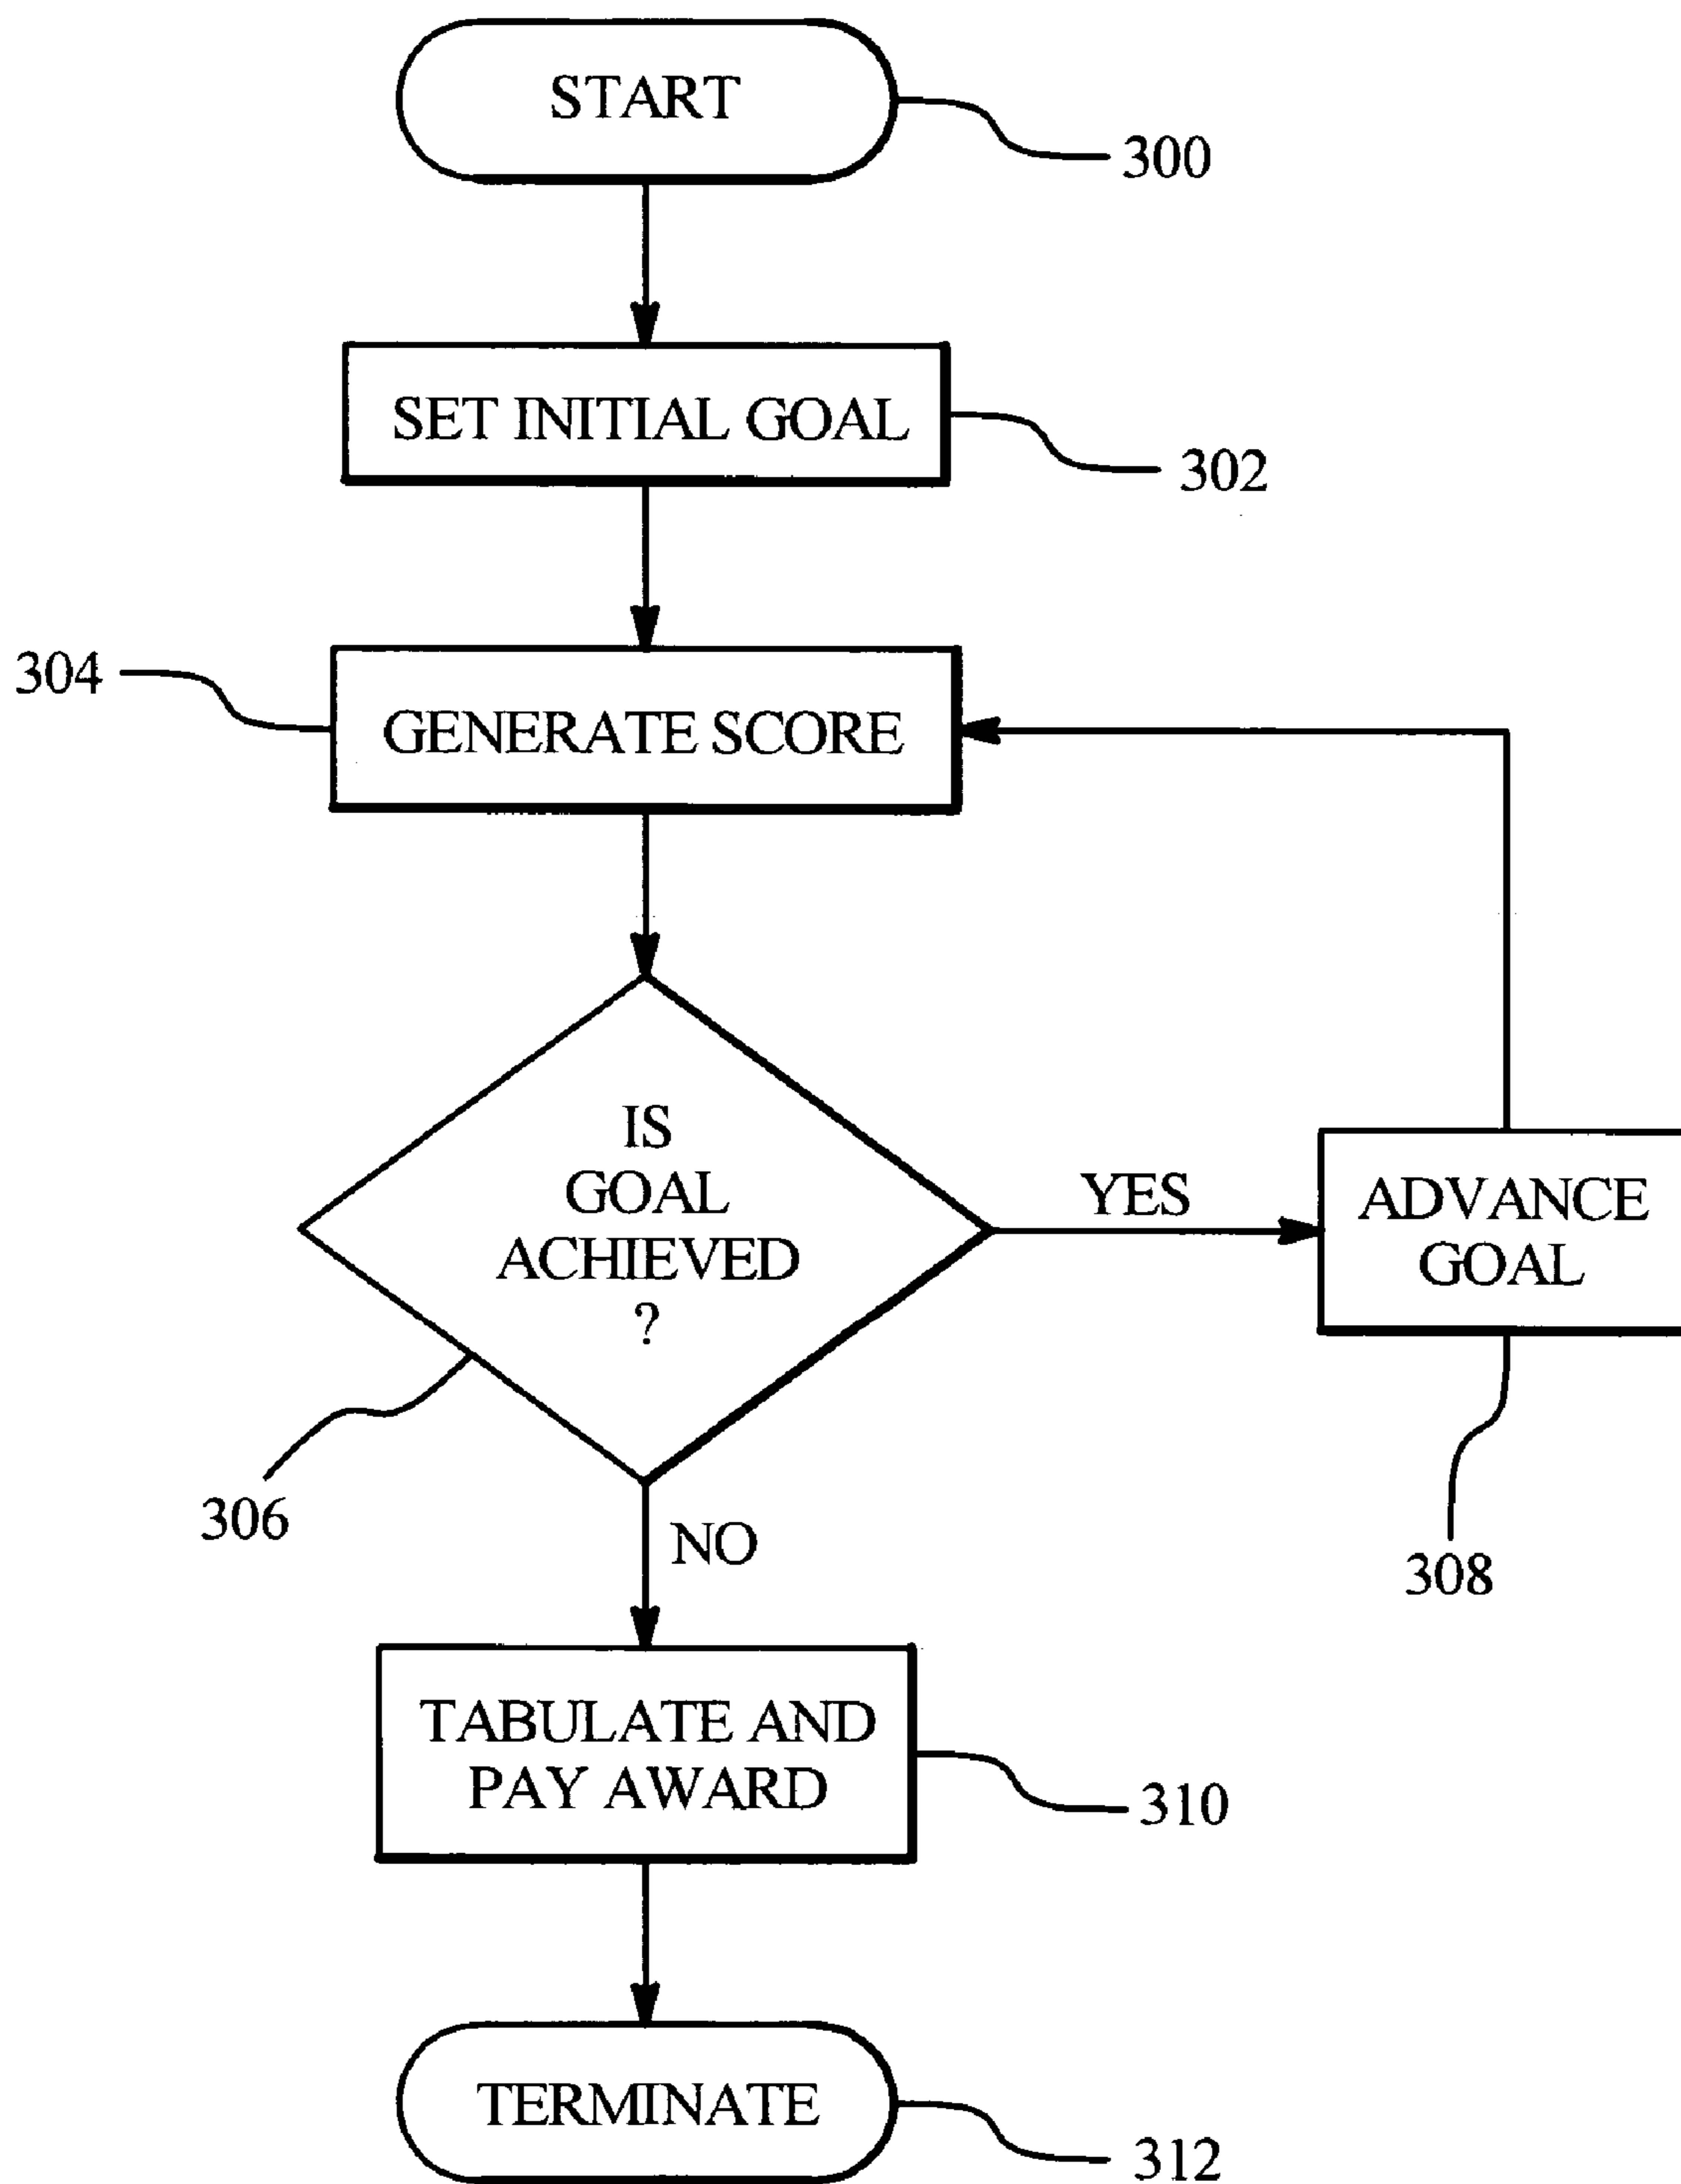 START
300
SET INITIAL GOAL
302
304
GENERATE SCORE
IS
GOAL
ACHIEVED
?
YES
ADVANCE
GOAL
306
NO
308
TABULATE AND
PAY AWARD
310
TERMINATE
312